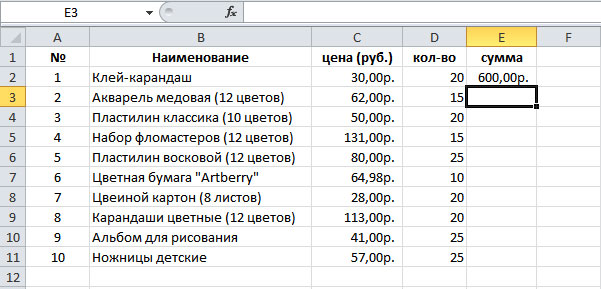 E3 fx
A B C D E F
1 № Наименование цена (руб.) кол-во сумма
2 1 Клей-карандаш 30,00р. 20 600,00р.
3 2 Акварель медовая (12 цветов) 62,00р. 15
4 3 Пластилин классика (10 цветов) 50,00р. 20
5 4 Набор фломастеров (12 цветов) 131,00р. 15
6 5 Пластилин восковой (12 цветов) 80,00р. 25
7 6 Цветная бумага "Artberry" 64,98р. 10
8 7 Цвеиной картон (8 листов) 28,00р. 20
9 8 Карандаши цветные (12 цветов) 113,00р. 20
10 9 Альбом для рисования 41,00р. 25
11 10 Ножницы детские 57,00р. 25
12